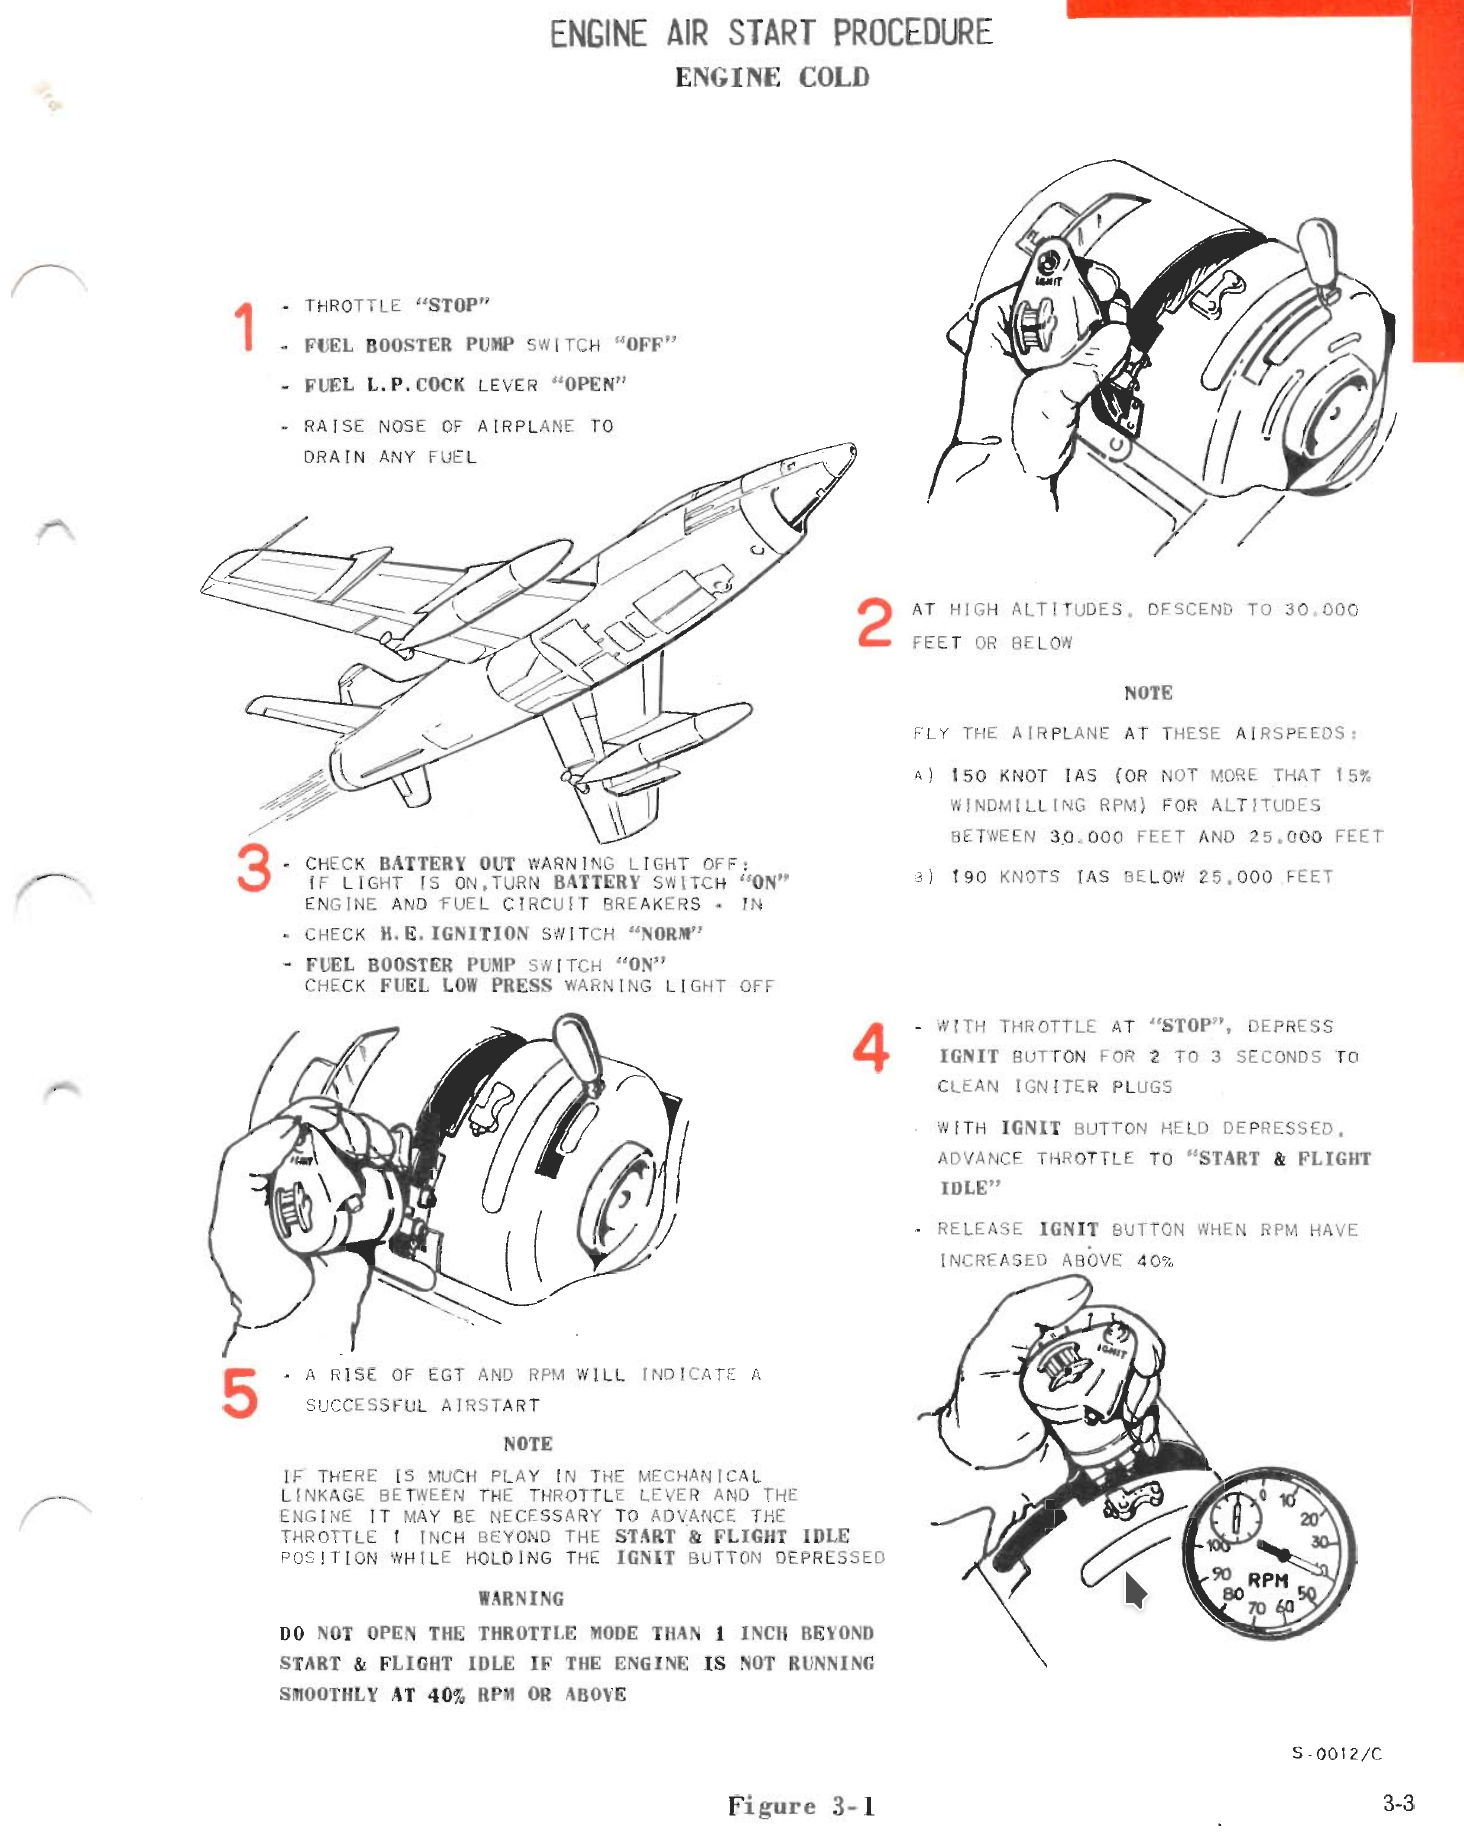 ENGINE AIR START PROCEDURE
ENGINE COLD
1
- THROTTLE “STOP”
- FUEL BOOSTER PUMP SWITCH “OFF”
- FUEL L.P. COCK LEVER “OPEN”
- RAISE NOSE OF AIRPLANE TO
DRAIN ANY FUEL
IGNIT
C
C
2
AT HIGH ALTITUDES, DESCEND TO 30.000
FEET OR BELOW
NOTE
FLY THE AIRPLANE AT THESE AIRSPEEDS:
A) 150 KNOT IAS (OR NOT MORE THAT 15%
WINDMILLING RPM) FOR ALTITUDES
BETWEEN 30.000 FEET AND 25.000 FEET
B) 190 KNOTS IAS BELOW 25.000 FEET
3
- CHECK BATTERY OUT WARNING LIGHT OFF;
IF LIGHT IS ON, TURN BATTERY SWITCH “ON”
ENGINE AND FUEL CIRCUIT BREAKERS - IN
- CHECK H.E. IGNITION SWITCH “NORM”
- FUEL BOOSTER PUMP SWITCH “ON”
CHECK FUEL LOW PRESS WARNING LIGHT OFF
IGNIT
4
- WITH THROTTLE AT “STOP”, DEPRESS
IGNIT BUTTON FOR 2 TO 3 SECONDS TO
CLEAN IGNITER PLUGS
- WITH IGNIT BUTTON HELD DEPRESSED,
ADVANCE THROTTLE TO “START & FLIGHT
IDLE”
- RELEASE IGNIT BUTTON WHEN RPM HAVE
INCREASED ABOVE 40%
IGNIT
0 10 20 30 50 60 70 80 90 100
RPM
5
- A RISE OF EGT AND RPM WILL INDICATE A
SUCCESSFUL AIRSTART
NOTE
IF THERE IS MUCH PLAY IN THE MECHANICAL
LINKAGE BETWEEN THE THROTTLE LEVER AND THE
ENGINE IT MAY BE NECESSARY TO ADVANCE THE
THROTTLE 1 INCH BEYOND THE START & FLIGHT IDLE
POSITION WHILE HOLDING THE IGNIT BUTTON DEPRESSED
WARNING
DO NOT OPEN THE THROTTLE MODE THAN 1 INCH BEYOND
START & FLIGHT IDLE IF THE ENGINE IS NOT RUNNING
SMOOTHLY AT 40% RPM OR ABOVE
S-0012/C
Figure 3-1
3-3